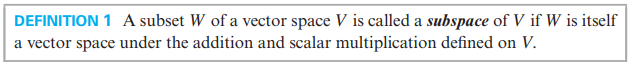 DEFINITION 1 A subset W of a vector space V is called a subspace of V if W is itself
a vector space under the addition and scalar multiplication defined on V.